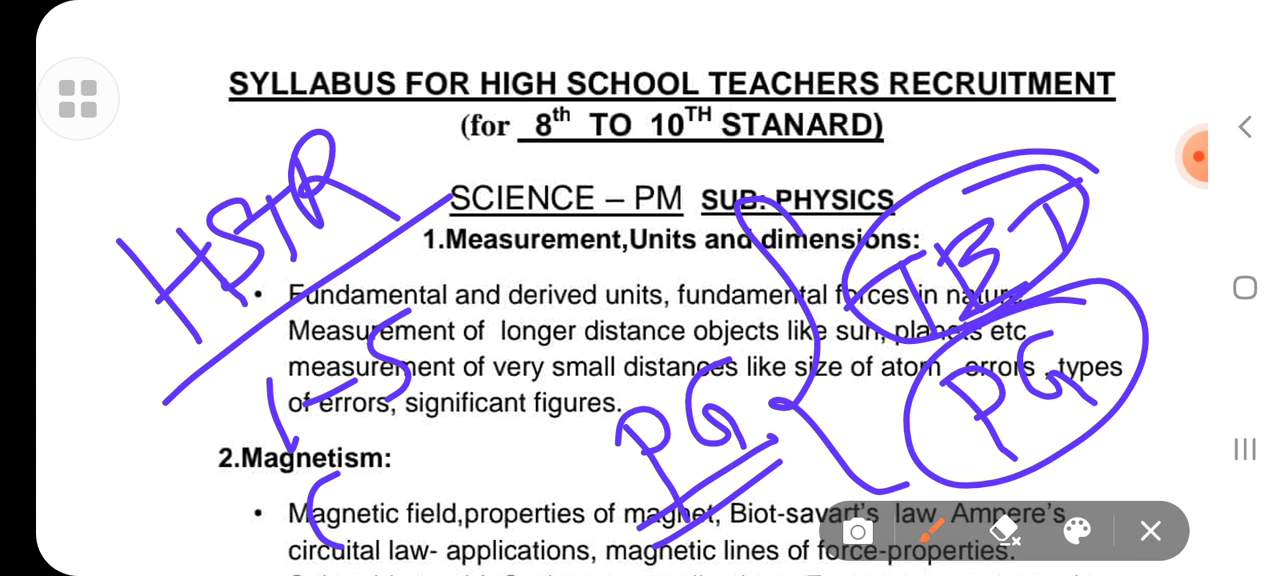 SYLLABUS FOR HIGH SCHOOL TEACHERS RECRUITMENT
(for 8th TO 10TH STANARD)
HSTR
SCIENCE – PM SUB: PHYSICS
1.Measurement,Units and dimensions:
• Fundamental and derived units, fundamental forces in nature
Measurement of longer distance objects like sun, planets etc
measurement of very small distances like size of atom errors , types
of errors, significant figures.
PG
PG
2.Magnetism:
• Magnetic field,properties of magnet, Biot-savart's law Ampere's
circuital law- applications, magnetic lines of force-properties.